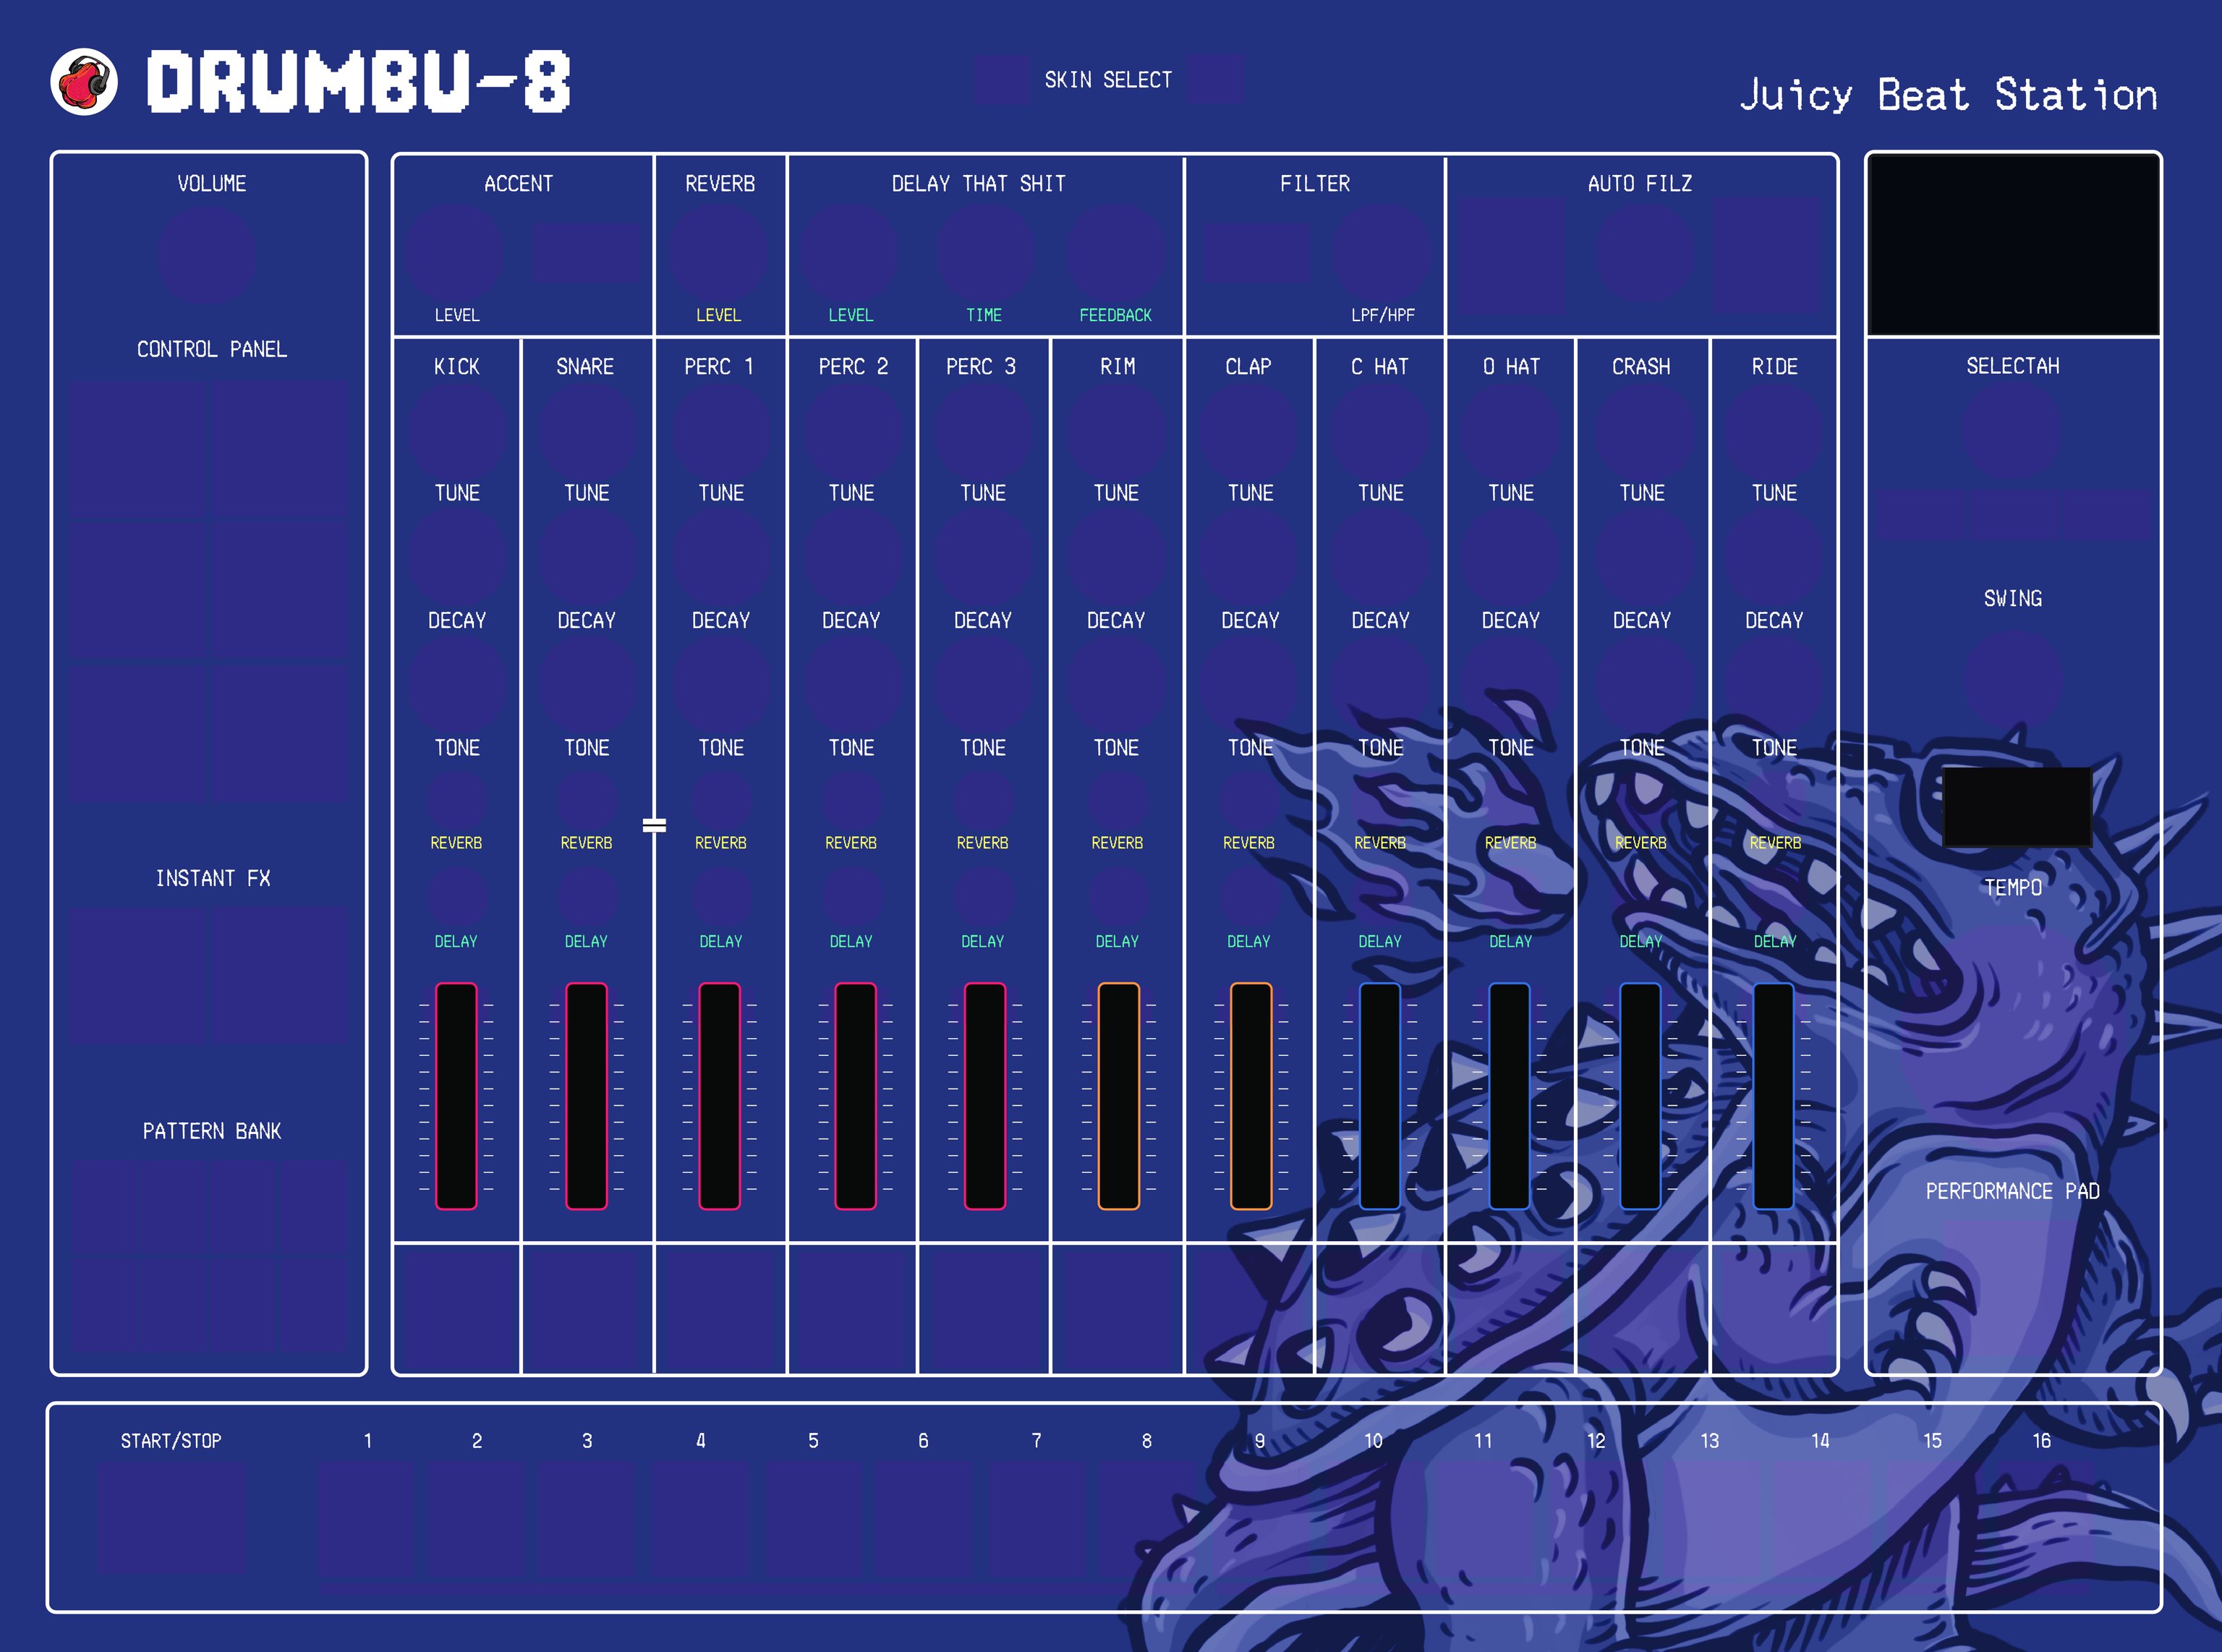 DRUMBU-8
SKIN SELECT
Juicy Beat Station
VOLUME
CONTROL PANEL
INSTANT FX
PATTERN BANK
ACCENT REVERB DELAY THAT SHIT FILTER AUTO FILZ
LEVEL LEVEL LEVEL TIME FEEDBACK LPF/HPF
KICK SNARE PERC 1 PERC 2 PERC 3 RIM CLAP C HAT O HAT CRASH RIDE
TUNE TUNE TUNE TUNE TUNE TUNE TUNE TUNE TUNE TUNE TUNE
DECAY DECAY DECAY DECAY DECAY DECAY DECAY DECAY DECAY DECAY DECAY
TONE TONE TONE TONE TONE TONE TONE TONE TONE TONE TONE
REVERB REVERB REVERB REVERB REVERB REVERB REVERB REVERB REVERB REVERB REVERB
DELAY DELAY DELAY DELAY DELAY DELAY DELAY DELAY DELAY DELAY DELAY
SELECTAH
SWING
TEMPO
PERFORMANCE PAD
START/STOP 1 2 3 4 5 6 7 8 9 10 11 12 13 14 15 16